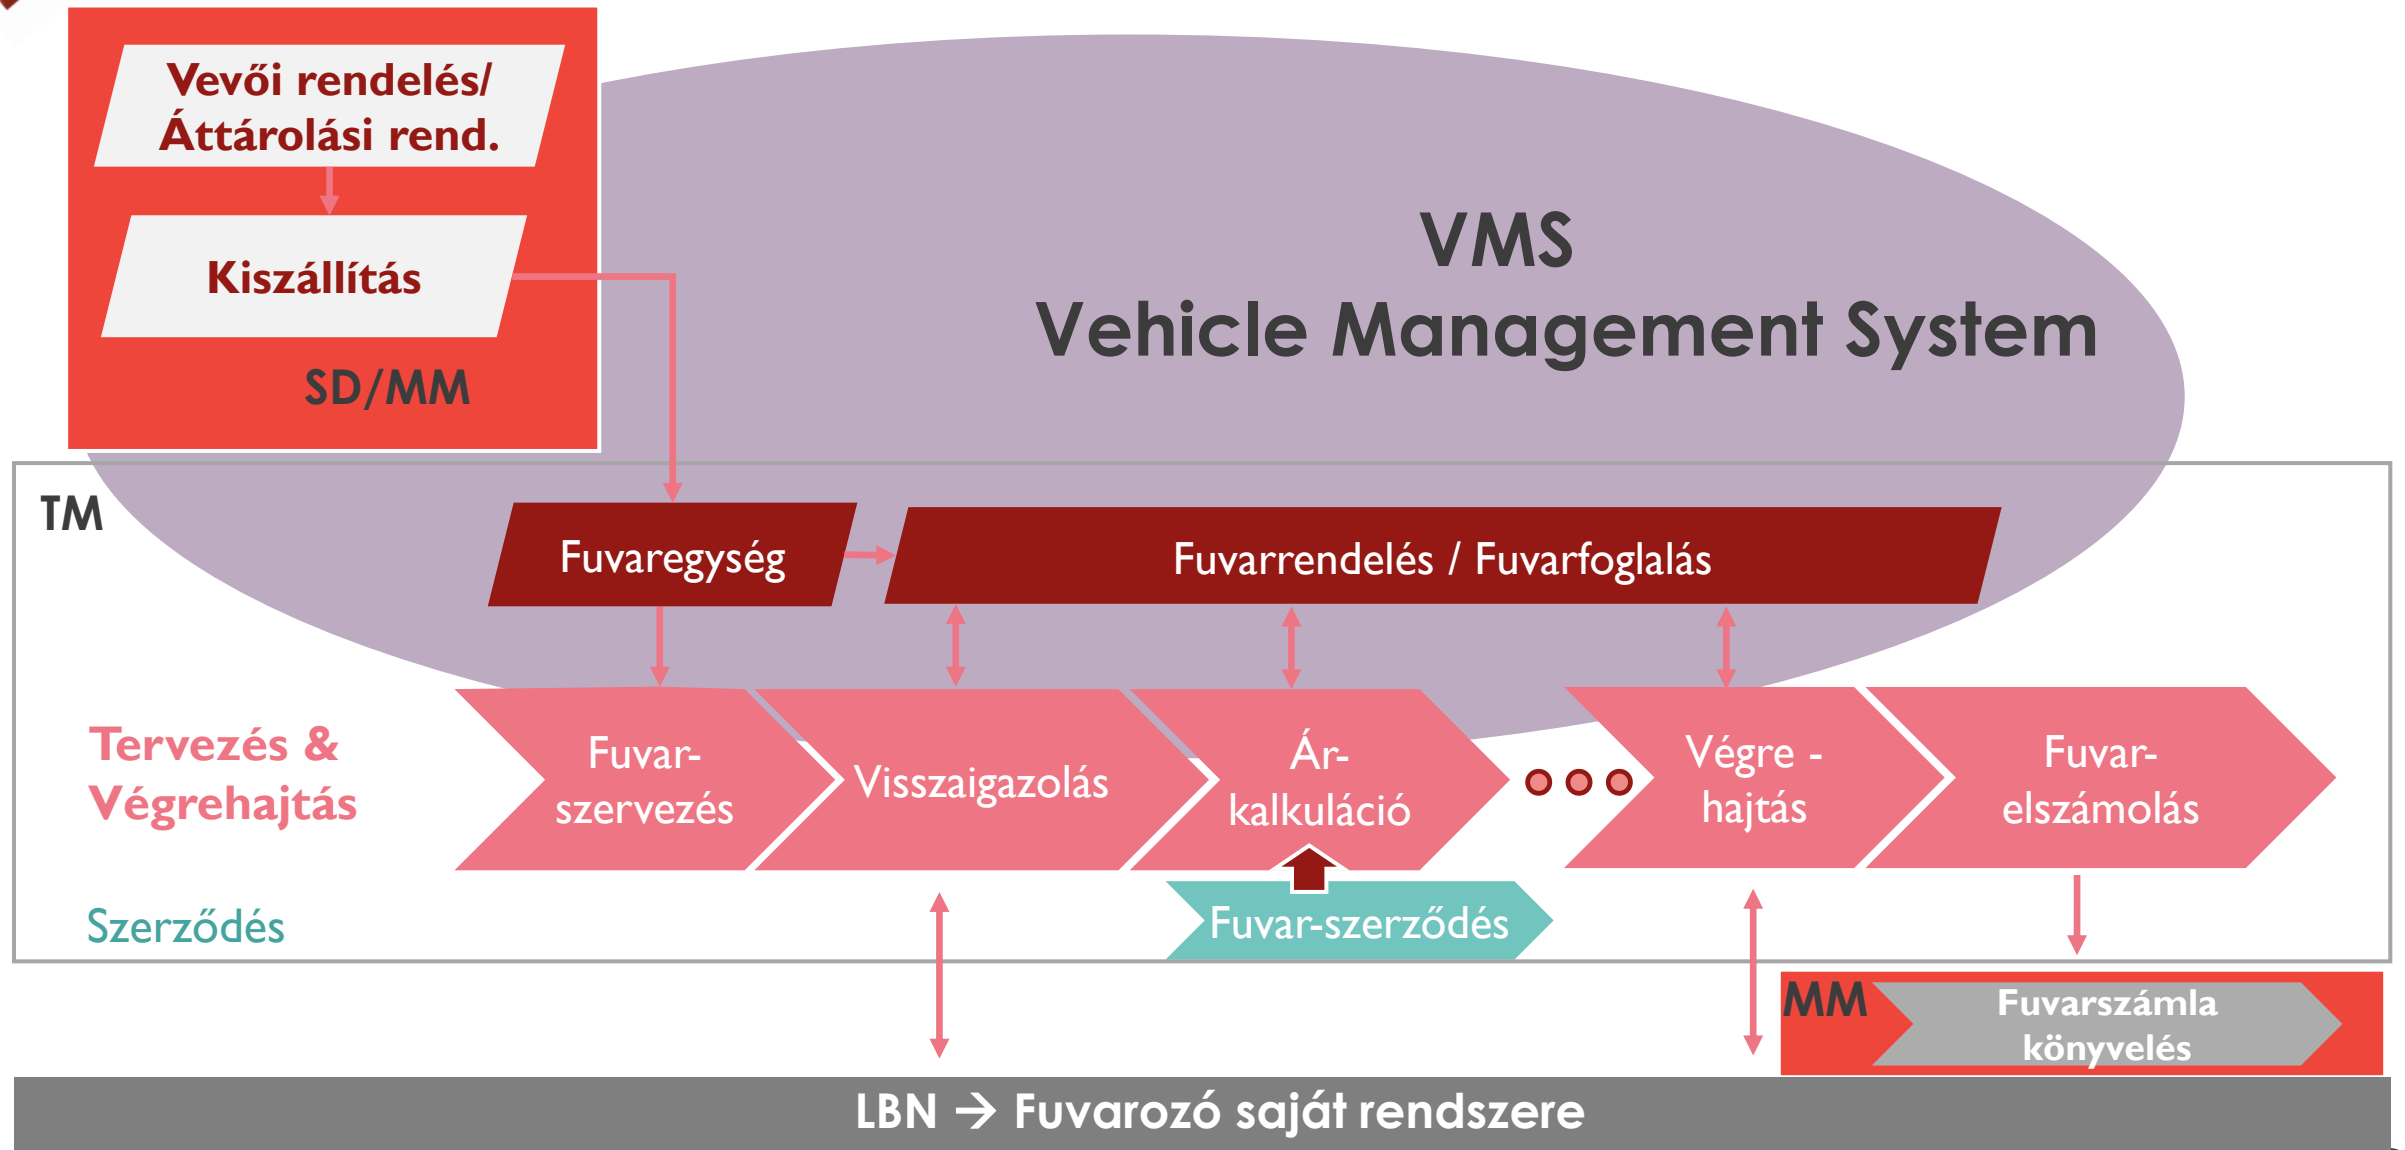 Vevői rendelés/
Áttárolási rend.
Kiszállítás
SD/MM
VMS
Vehicle Management System
TM
Fuvaregység
Fuvarrendelés / Fuvarfoglalás
Tervezés &
Végrehajtás
Fuvar-
szervezés
Visszaigazolás
Ár-
kalkuláció
Végre -
hajtás
Fuvar-
elszámolás
Szerződés
Fuvar-szerződés
MM
Fuvarszámla
könyvelés
LBN → Fuvarozó saját rendszere